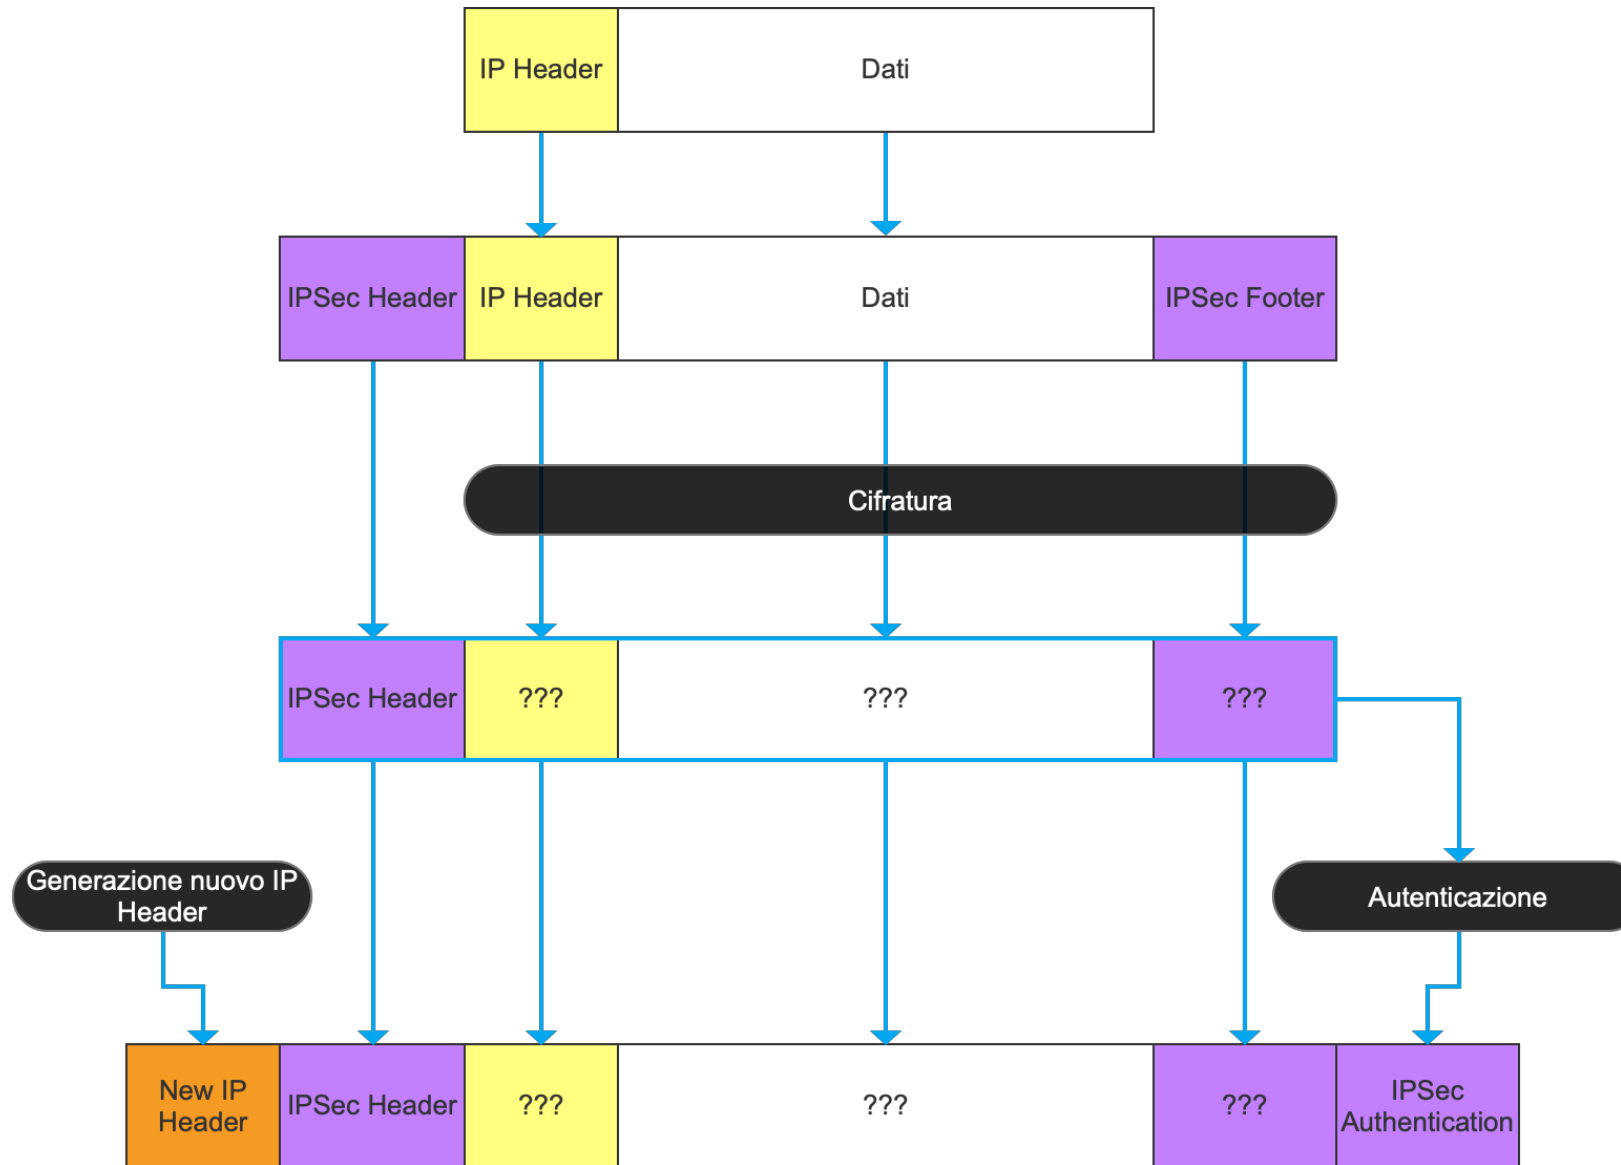 IP Header
Dati
IPSec Header
IP Header
Dati
IPSec Footer
Cifratura
IPSec Header
???
???
???
Generazione nuovo IP
Header
Autenticazione
New IP
Header
IPSec Header
???
???
???
IPSec
Authentication